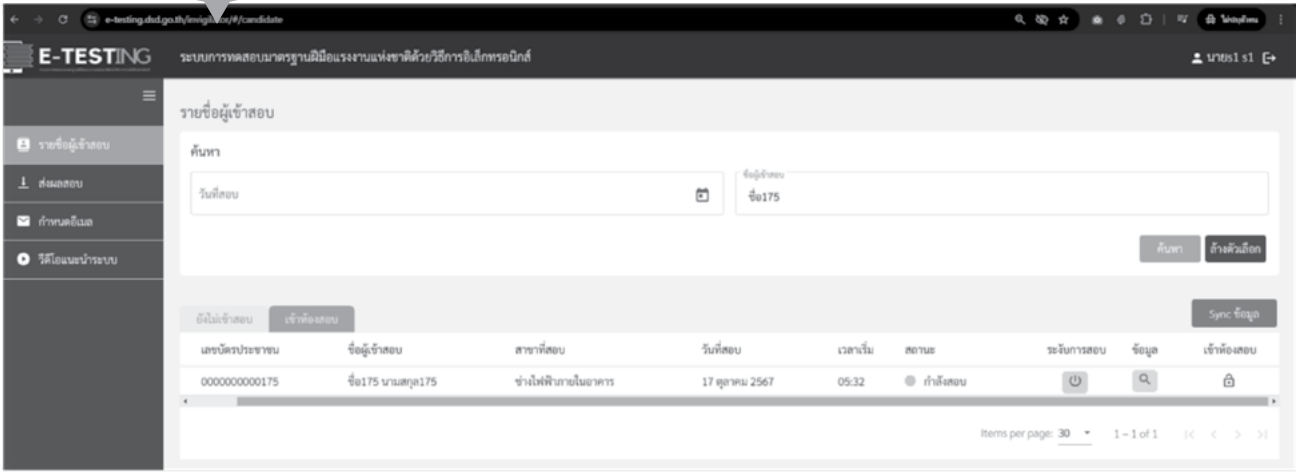 e-testing.dsd.go.th/invigilator/#/candidate
ไม่ระบุตัวตน
E-TESTING
ระบบการทดสอบมาตรฐานฝีมือแรงงานแห่งชาติด้วยวิธีการอิเล็กทรอนิกส์
นายs1 s1
รายชื่อผู้เข้าสอบ
ส่งผลสอบ
กำหนดอีเมล
วิดีโอแนะนำระบบ
รายชื่อผู้เข้าสอบ
ค้นหา
วันที่สอบ
ชื่อผู้เข้าสอบ
ชื่อ175
ค้นหา
ล้างตัวเลือก
ยังไม่เข้าสอบ
เข้าห้องสอบ
Sync ข้อมูล
เลขบัตรประชาชน ชื่อผู้เข้าสอบ สาขาที่สอบ วันที่สอบ เวลาเริ่ม สถานะ ระงับการสอบ ข้อมูล เข้าห้องสอบ
0000000000175 ชื่อ175 นามสกุล175 ช่างไฟฟ้าภายในอาคาร 17 ตุลาคม 2567 05:32 กำลังสอบ
Items per page: 30 1 – 1 of 1